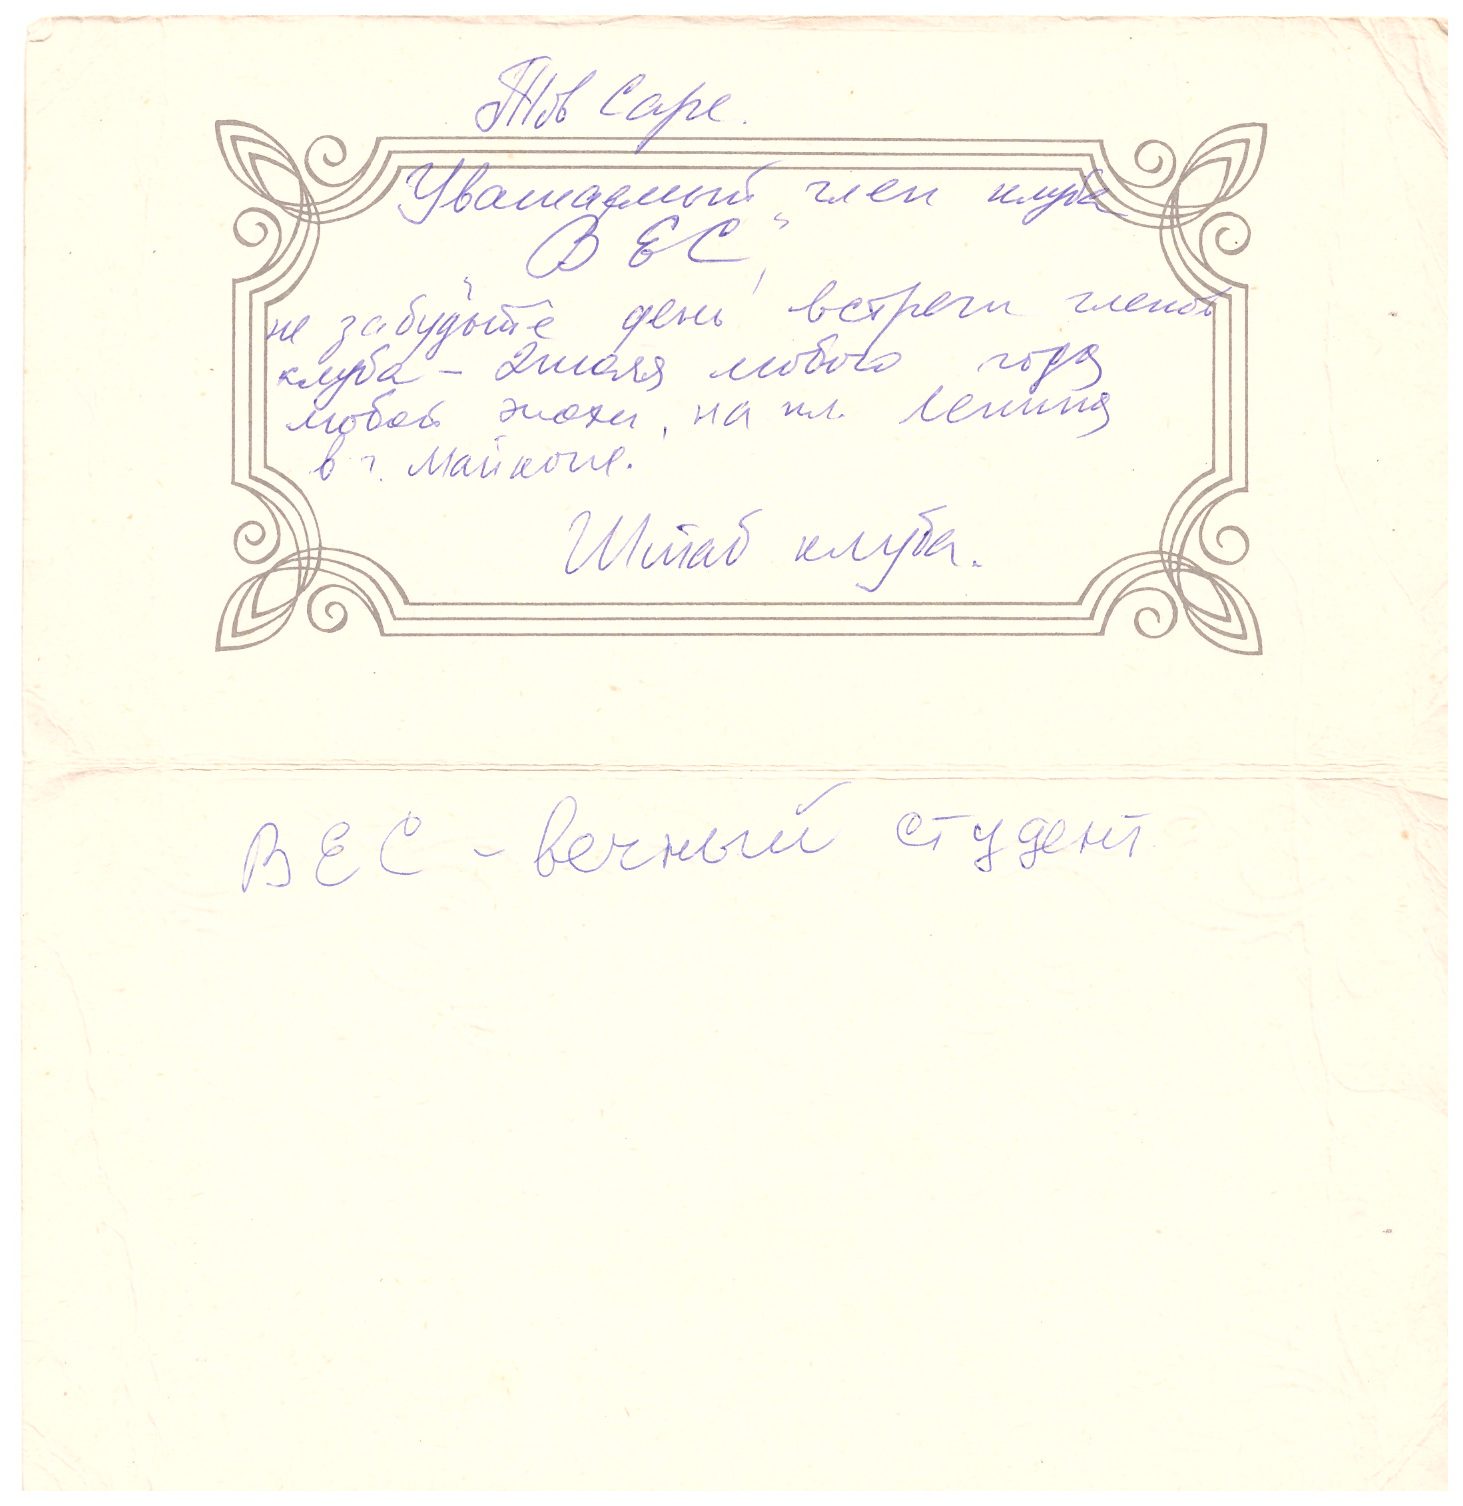 Тов Саре.
Уважаемый член клуба
„ВЕС",
не забудьте день встречи членов
клуба – 2 июля любого года
любой эпохи, на пл. Ленина
в г. Майкопе.
Штаб клуба.
ВЕС – вечный студент.